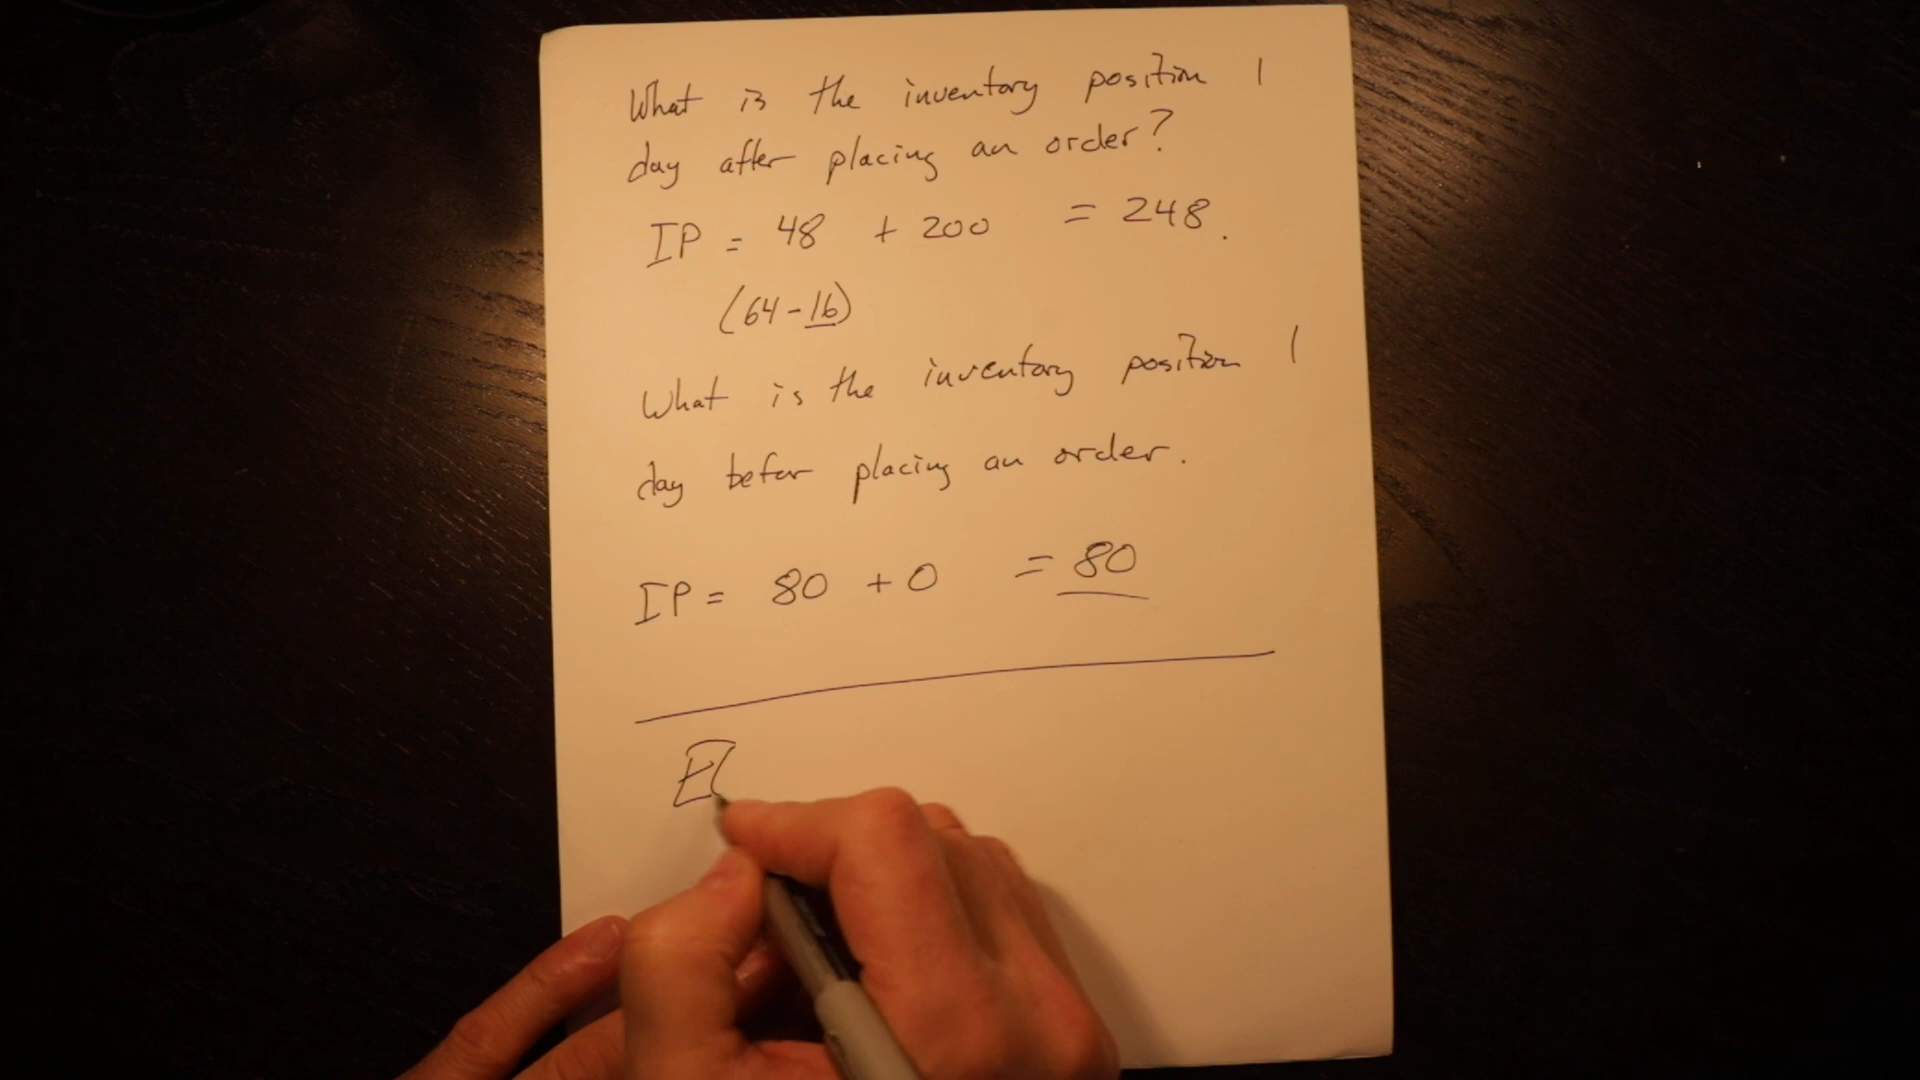 What is the inventory position 1
day after placing an order?
IP = 48 + 200 = 248.
(64-16)
What is the inventory position 1
day befor placing an order.
IP = 80 + 0 = 80
E